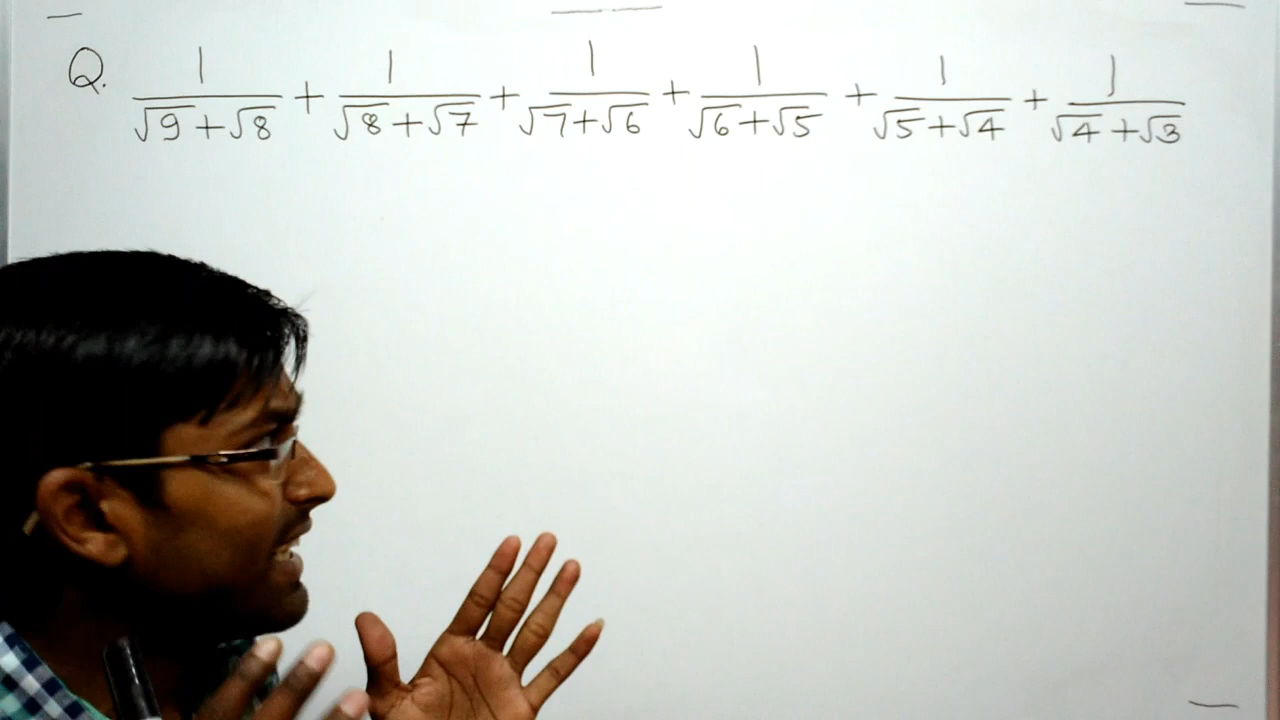 Q. 1/(√9+√8) + 1/(√8+√7) + 1/(√7+√6) + 1/(√6+√5) + 1/(√5+√4) + 1/(√4+√3)